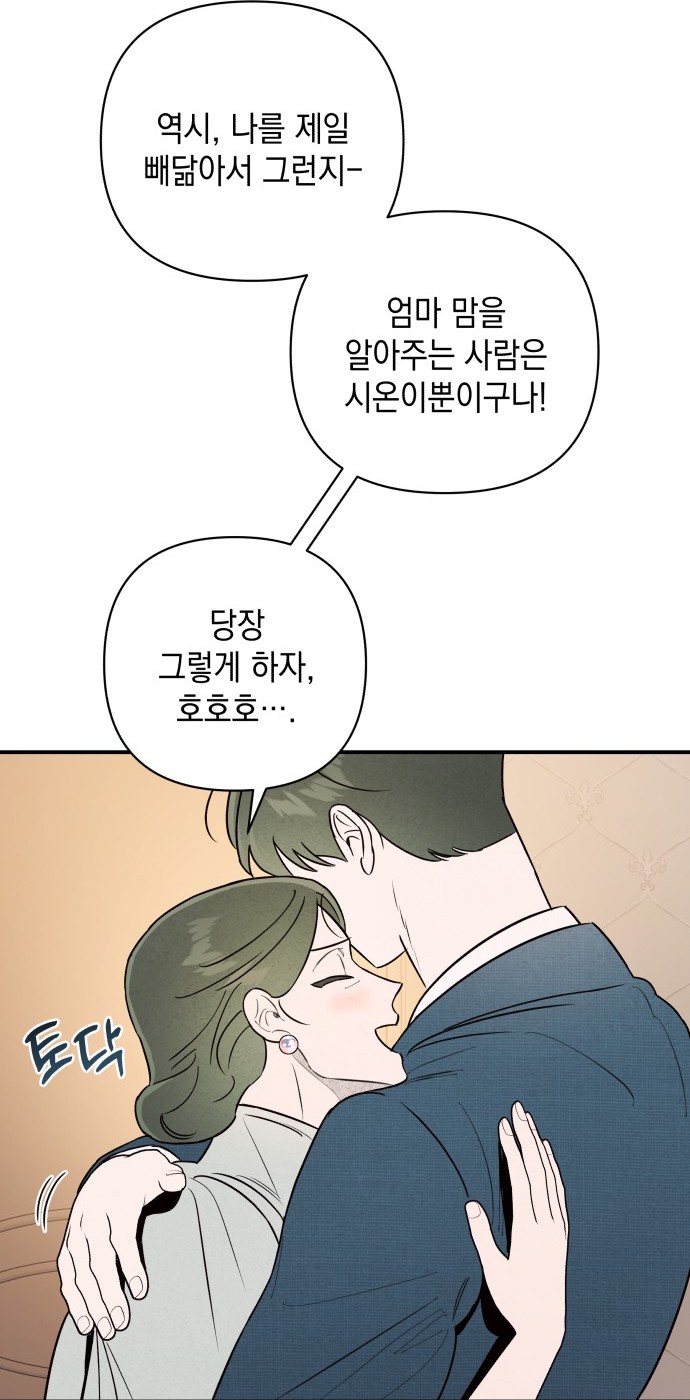 역시, 나를 제일
빼닮아서 그런지-
엄마 맘을
알아주는 사람은
시온이뿐이구나!
당장
그렇게 하자,
호호호….
토닥